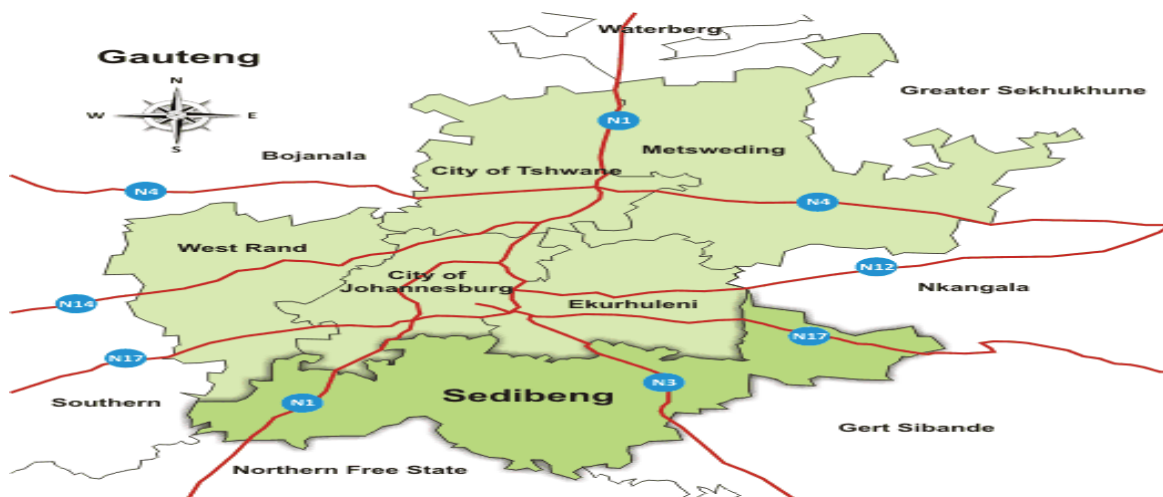 Waterberg
Gauteng
N
W
E
S
Greater Sekhukhune
N1
Bojanala
Metsweding
City of Tshwane
N4
N4
West Rand
City of
Johannesburg
N12
Nkangala
N14
Ekurhuleni
N17
N17
Southern
N1
Sedibeng
N3
Gert Sibande
Northern Free State